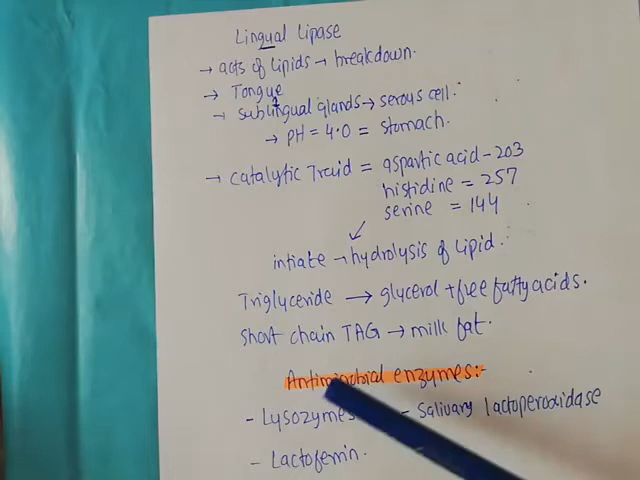 Lingual Lipase
→ acts of lipids → breakdown.
→ Tongue
→ sublingual glands → serous cell.
→ PH = 4.0 = stomach.
→ Catalytic Traid = aspartic acid - 203
histidine = 257
serine = 144
↙
intiate → hydrolysis of lipid.
Triglyceride → glycerol + free fatty acids.
Short chain TAG → milk fat.
Antimicrobial enzymes:-
- Lysozymes - Salivary lactoperoxidase
- Lactoferrin.